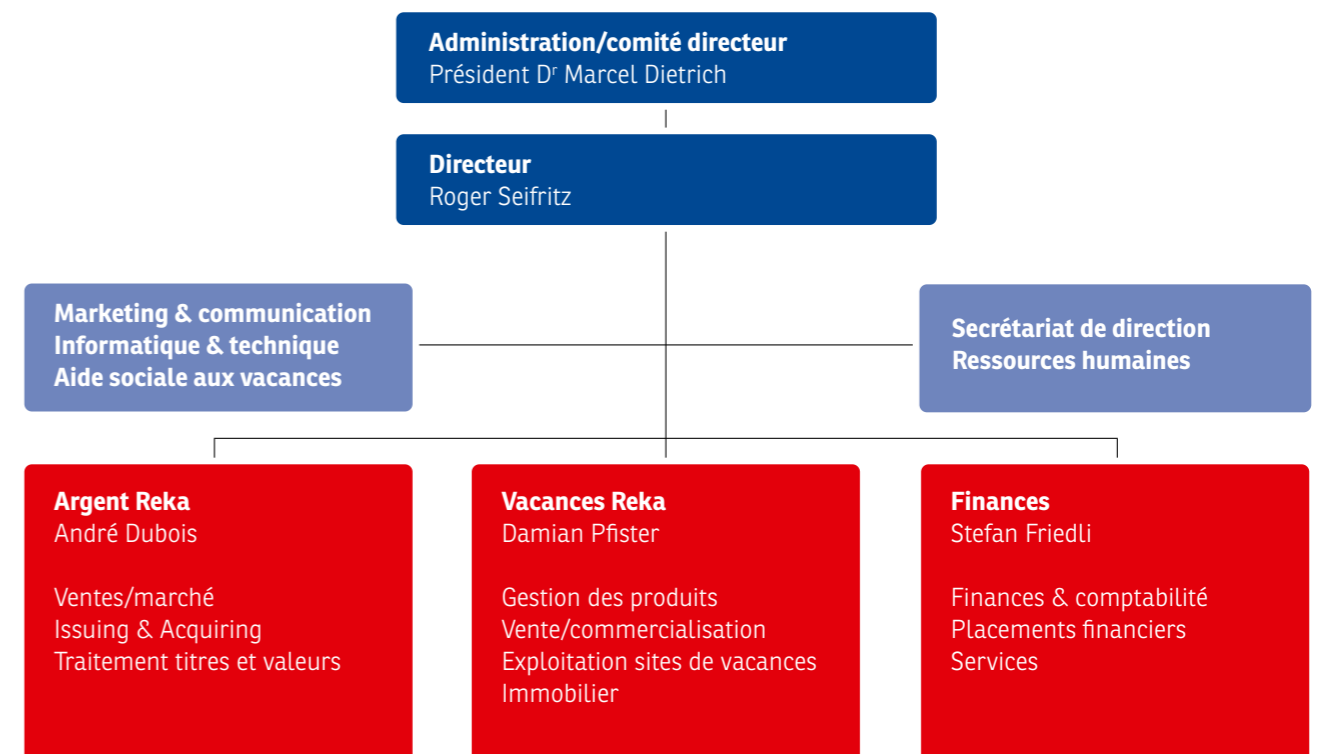 Administration/comité directeur
Président Dr Marcel Dietrich
Directeur
Roger Seifritz
Marketing & communication
Informatique & technique
Aide sociale aux vacances
Secrétariat de direction
Ressources humaines
Argent Reka
André Dubois
Ventes/marché
Issuing & Acquiring
Traitement titres et valeurs
Vacances Reka
Damian Pfister
Gestion des produits
Vente/commercialisation
Exploitation sites de vacances
Immobilier
Finances
Stefan Friedli
Finances & comptabilité
Placements financiers
Services